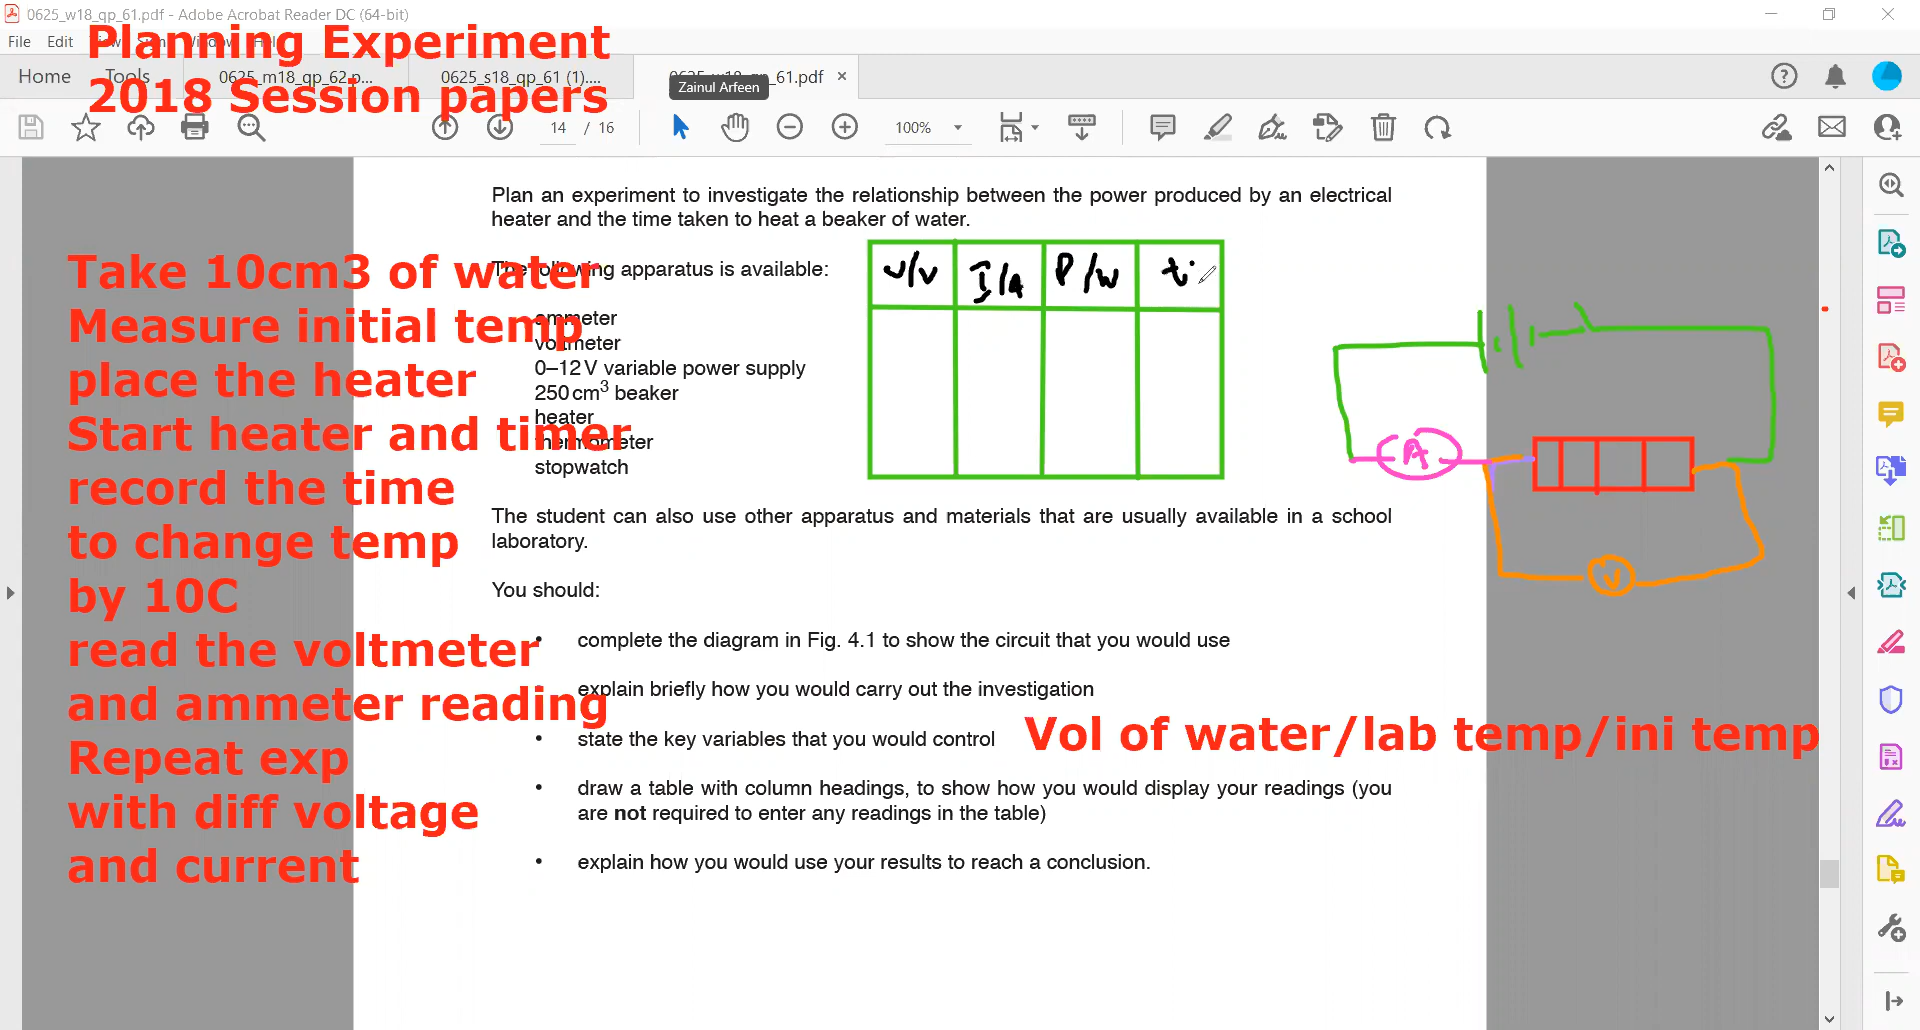 0625_w18_qp_61.pdf - Adobe Acrobat Reader DC (64-bit)
File Edit View Sign Window Help
Planning Experiment
Home Tools 0625_m18_qp_62.p... 0625_s18_qp_61 (1).... 0625_w18_qp_61.pdf ×
2018 Session papers
Zainul Arfeen
14 / 16 100%
Plan an experiment to investigate the relationship between the power produced by an electrical
heater and the time taken to heat a beaker of water.
The following apparatus is available:
ammeter
voltmeter
0–12 V variable power supply
250 cm³ beaker
heater
thermometer
stopwatch
V/V I/A P/W t
A
V
The student can also use other apparatus and materials that are usually available in a school
laboratory.
You should:
• complete the diagram in Fig. 4.1 to show the circuit that you would use
• explain briefly how you would carry out the investigation
• state the key variables that you would control
Vol of water/lab temp/ini temp
• draw a table with column headings, to show how you would display your readings (you
are not required to enter any readings in the table)
• explain how you would use your results to reach a conclusion.
Take 10cm3 of water
Measure initial temp
place the heater
Start heater and timer
record the time
to change temp
by 10C
read the voltmeter
and ammeter reading
Repeat exp
with diff voltage
and current